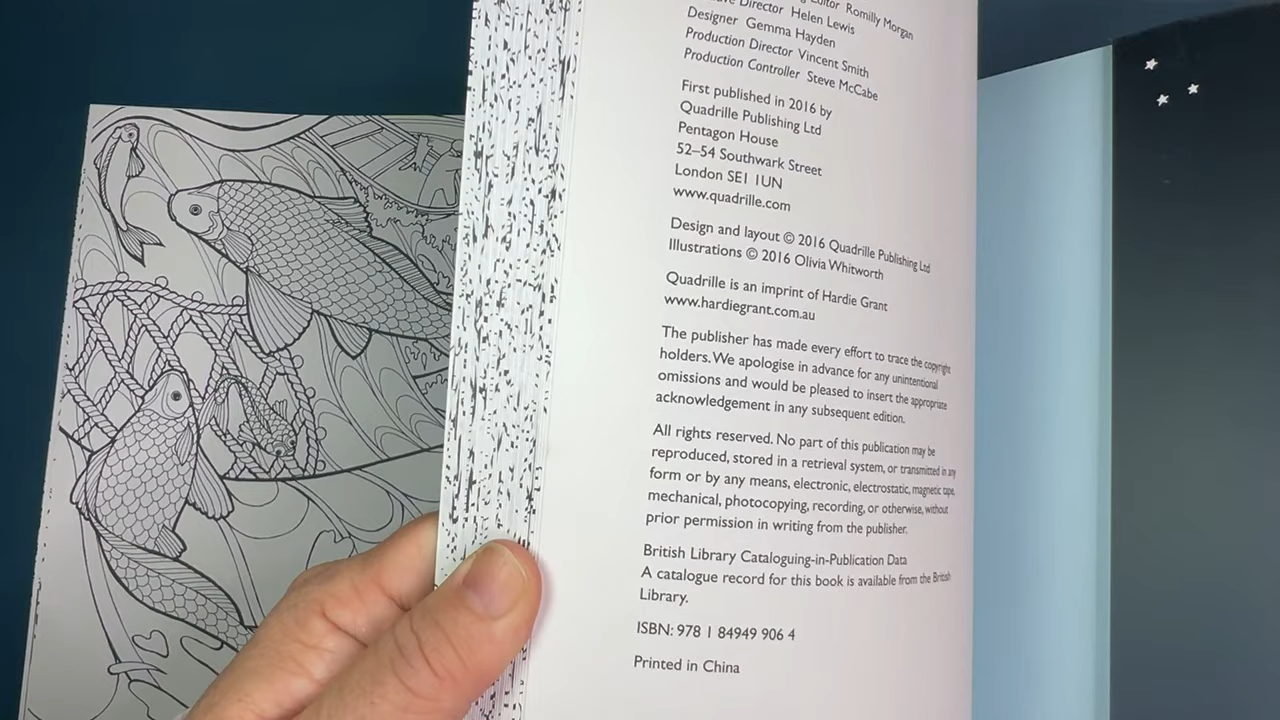 Editor Romilly Morgan
Director Helen Lewis
Designer Gemma Hayden
Production Director Vincent Smith
Production Controller Steve McCabe
First published in 2016 by
Quadrille Publishing Ltd
Pentagon House
52–54 Southwark Street
London SE1 1UN
www.quadrille.com
Design and layout © 2016 Quadrille Publishing Ltd
Illustrations © 2016 Olivia Whitworth
Quadrille is an imprint of Hardie Grant
www.hardiegrant.com.au
The publisher has made every effort to trace the copyright
holders. We apologise in advance for any unintentional
omissions and would be pleased to insert the appropriate
acknowledgement in any subsequent edition.
All rights reserved. No part of this publication may be
reproduced, stored in a retrieval system, or transmitted in any
form or by any means, electronic, electrostatic, magnetic tape,
mechanical, photocopying, recording, or otherwise, without
prior permission in writing from the publisher.
British Library Cataloguing-in-Publication Data
A catalogue record for this book is available from the British
Library.
ISBN: 978 1 84949 906 4
Printed in China